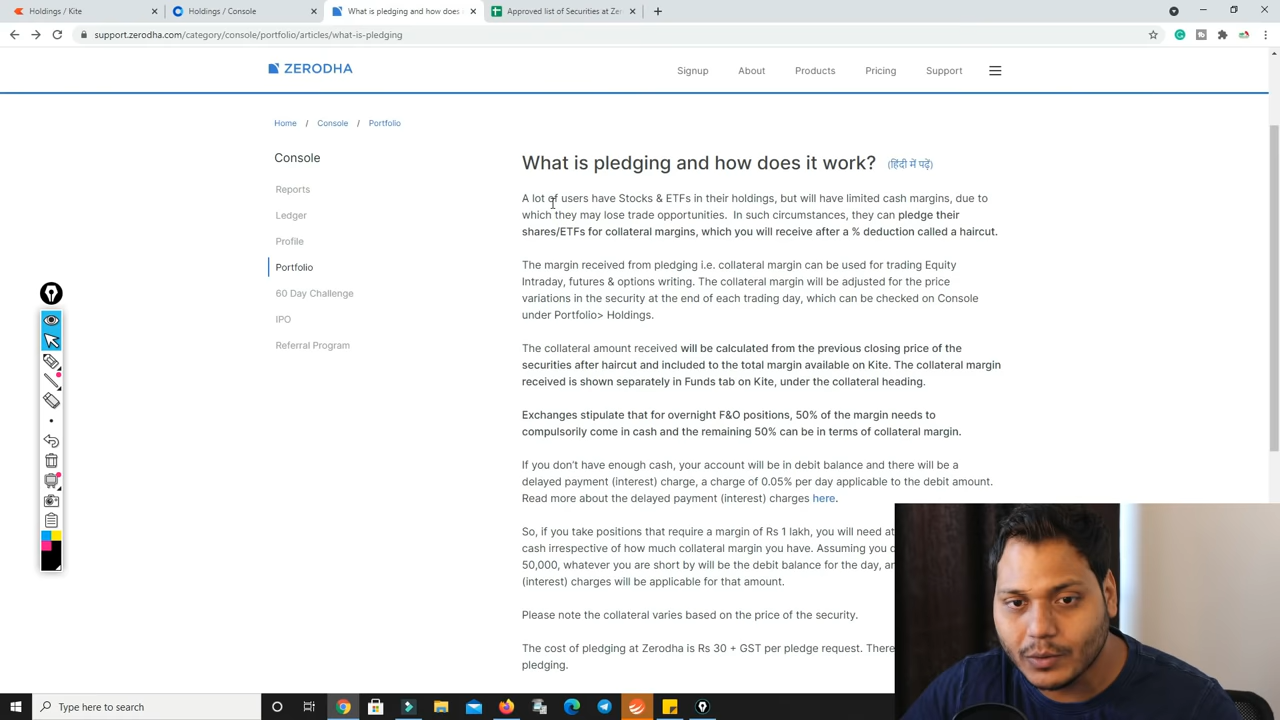 Holdings / Kite
Holdings / Console
What is pledging and how does
Approved list of Securities at Zer
support.zerodha.com/category/console/portfolio/articles/what-is-pledging
ZERODHA
Signup
About
Products
Pricing
Support
Home / Console / Portfolio
Console
Reports
Ledger
Profile
Portfolio
60 Day Challenge
IPO
Referral Program
What is pledging and how does it work? (हिंदी में पढ़ें)
A lot of users have Stocks & ETFs in their holdings, but will have limited cash margins, due to
which they may lose trade opportunities. In such circumstances, they can pledge their
shares/ETFs for collateral margins, which you will receive after a % deduction called a haircut.
The margin received from pledging i.e. collateral margin can be used for trading Equity
Intraday, futures & options writing. The collateral margin will be adjusted for the price
variations in the security at the end of each trading day, which can be checked on Console
under Portfolio> Holdings.
The collateral amount received will be calculated from the previous closing price of the
securities after haircut and included to the total margin available on Kite. The collateral margin
received is shown separately in Funds tab on Kite, under the collateral heading.
Exchanges stipulate that for overnight F&O positions, 50% of the margin needs to
compulsorily come in cash and the remaining 50% can be in terms of collateral margin.
If you don't have enough cash, your account will be in debit balance and there will be a
delayed payment (interest) charge, a charge of 0.05% per day applicable to the debit amount.
Read more about the delayed payment (interest) charges here.
So, if you take positions that require a margin of Rs 1 lakh, you will need at
cash irrespective of how much collateral margin you have. Assuming you
50,000, whatever you are short by will be the debit balance for the day,
(interest) charges will be applicable for that amount.
Please note the collateral varies based on the price of the security.
The cost of pledging at Zerodha is Rs 30 + GST per pledge request. There
pledging.
Type here to search